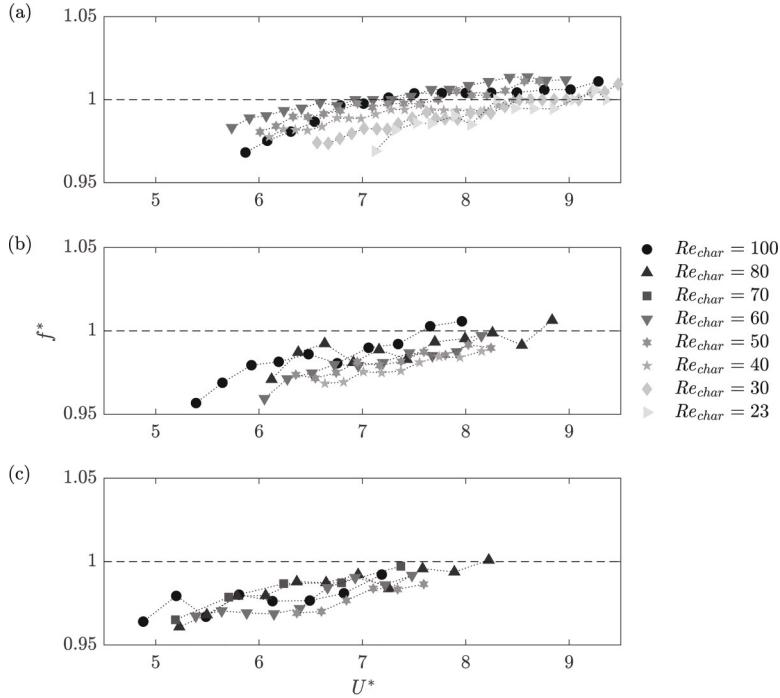 (a)
1.05
1
0.95
5 6 7 8 9
(b)
1.05
1
0.95
5 6 7 8 9
f*
Re_char = 100
Re_char = 80
Re_char = 70
Re_char = 60
Re_char = 50
Re_char = 40
Re_char = 30
Re_char = 23
(c)
1.05
1
0.95
5 6 7 8 9
U*